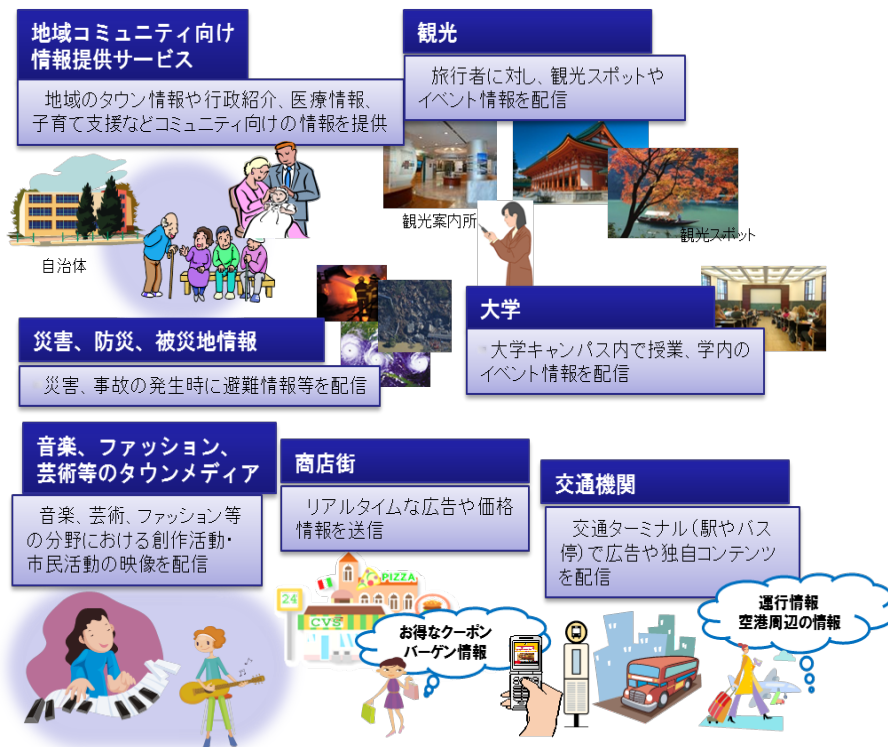 地域コミュニティ向け
情報提供サービス
地域のタウン情報や行政紹介、医療情報、
子育て支援などコミュニティ向けの情報を提供
自治体
観光
旅行者に対し、観光スポットや
イベント情報を配信
観光案内所
観光スポット
災害、防災、被災地情報
災害、事故の発生時に避難情報等を配信
大学
大学キャンパス内で授業、学内の
イベント情報を配信
音楽、ファッション、
芸術等のタウンメディア
音楽、芸術、ファッション等
の分野における創作活動・
市民活動の映像を配信
商店街
リアルタイムな広告や価格
情報を送信
PIZZA
24
CVS
お得なクーポン
バーゲン情報
交通機関
交通ターミナル（駅やバス
停）で広告や独自コンテンツ
を配信
運行情報
空港周辺の情報